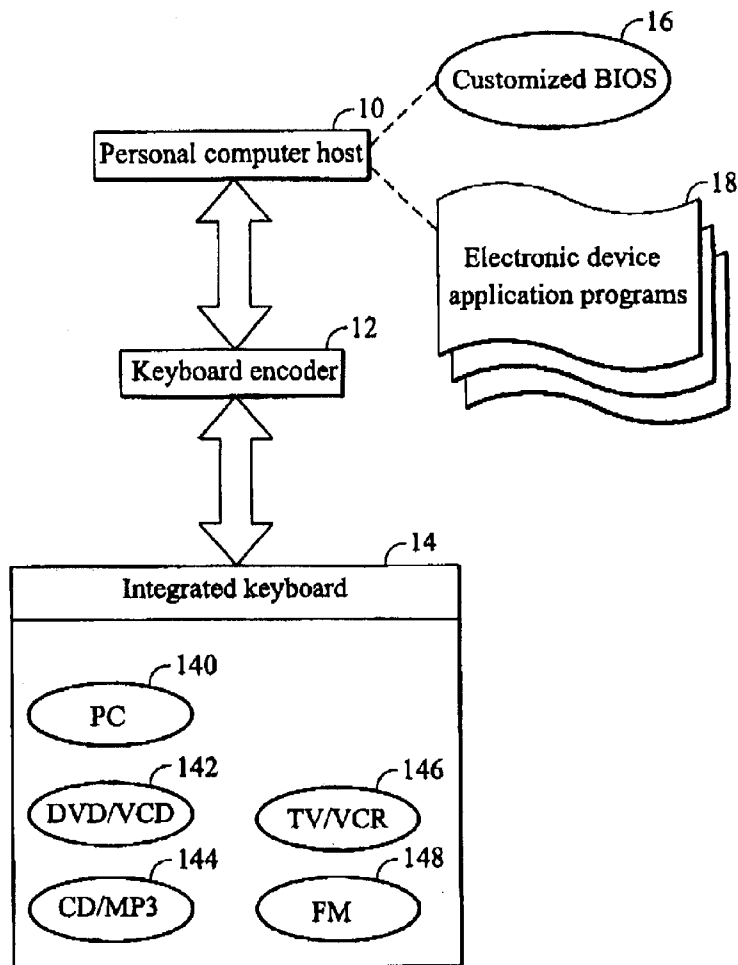 16
Customized BIOS
10
Personal computer host
18
Electronic device
application programs
12
Keyboard encoder
14
Integrated keyboard
140
PC
142
DVD/VCD
146
TV/VCR
144
CD/MP3
148
FM